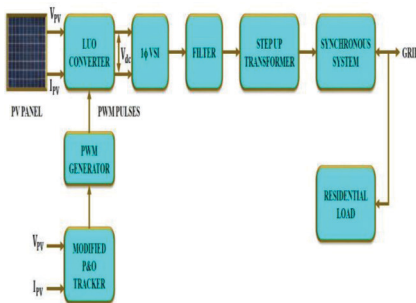 V_PV
I_PV
PV PANEL
LUO
CONVERTER
V_dc
PWM PULSES
1ϕ VSI
FILTER
STEP UP
TRANSFORMER
SYNCHRONOUS
SYSTEM
GRID
PWM
GENERATOR
RESIDENTIAL
LOAD
V_PV
I_PV
MODIFIED
P&O
TRACKER